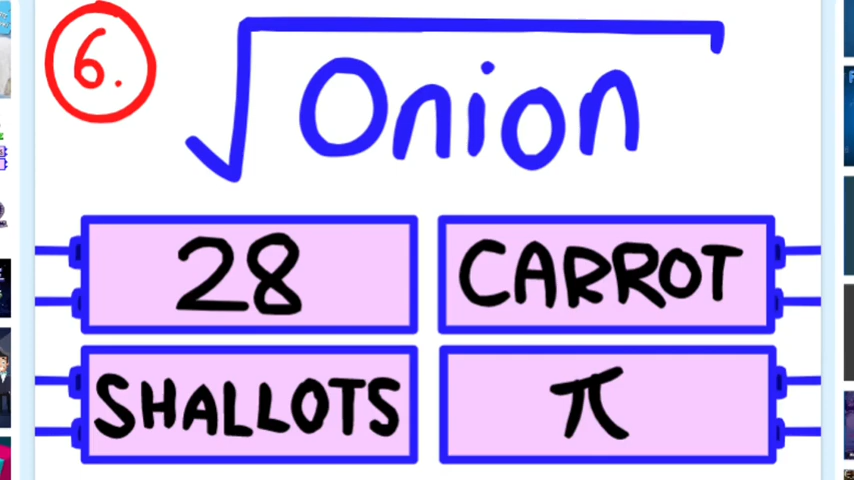 6.
√Onion
28
CARROT
SHALLOTS
π